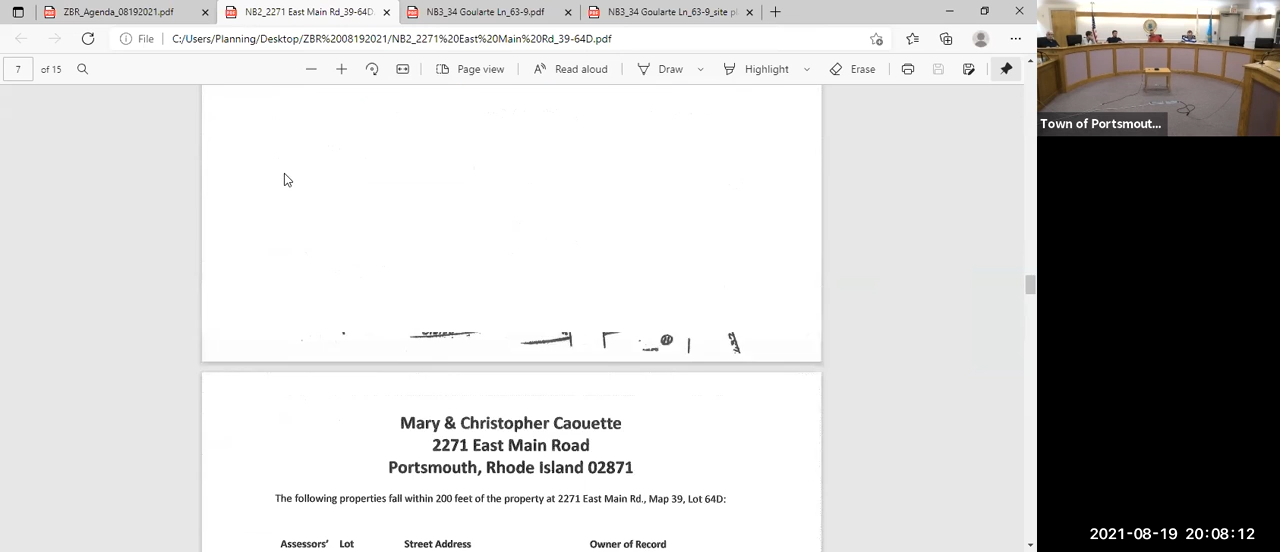 ZBR_Agenda_08192021.pdf
NB2_2271 East Main Rd_39-64D
NB3_34 Goularte Ln_63-9.pdf
NB3_34 Goularte Ln_63-9_site pl
File
C:/Users/Planning/Desktop/ZBR%2008192021/NB2_2271%20East%20Main%20Rd_39-64D.pdf
7 of 15
Page view
Read aloud
Draw
Highlight
Erase
Town of Portsmout...
Mary & Christopher Caouette
2271 East Main Road
Portsmouth, Rhode Island 02871
The following properties fall within 200 feet of the property at 2271 East Main Rd., Map 39, Lot 64D:
Assessors' Lot Street Address Owner of Record
2021-08-19 20:08:12